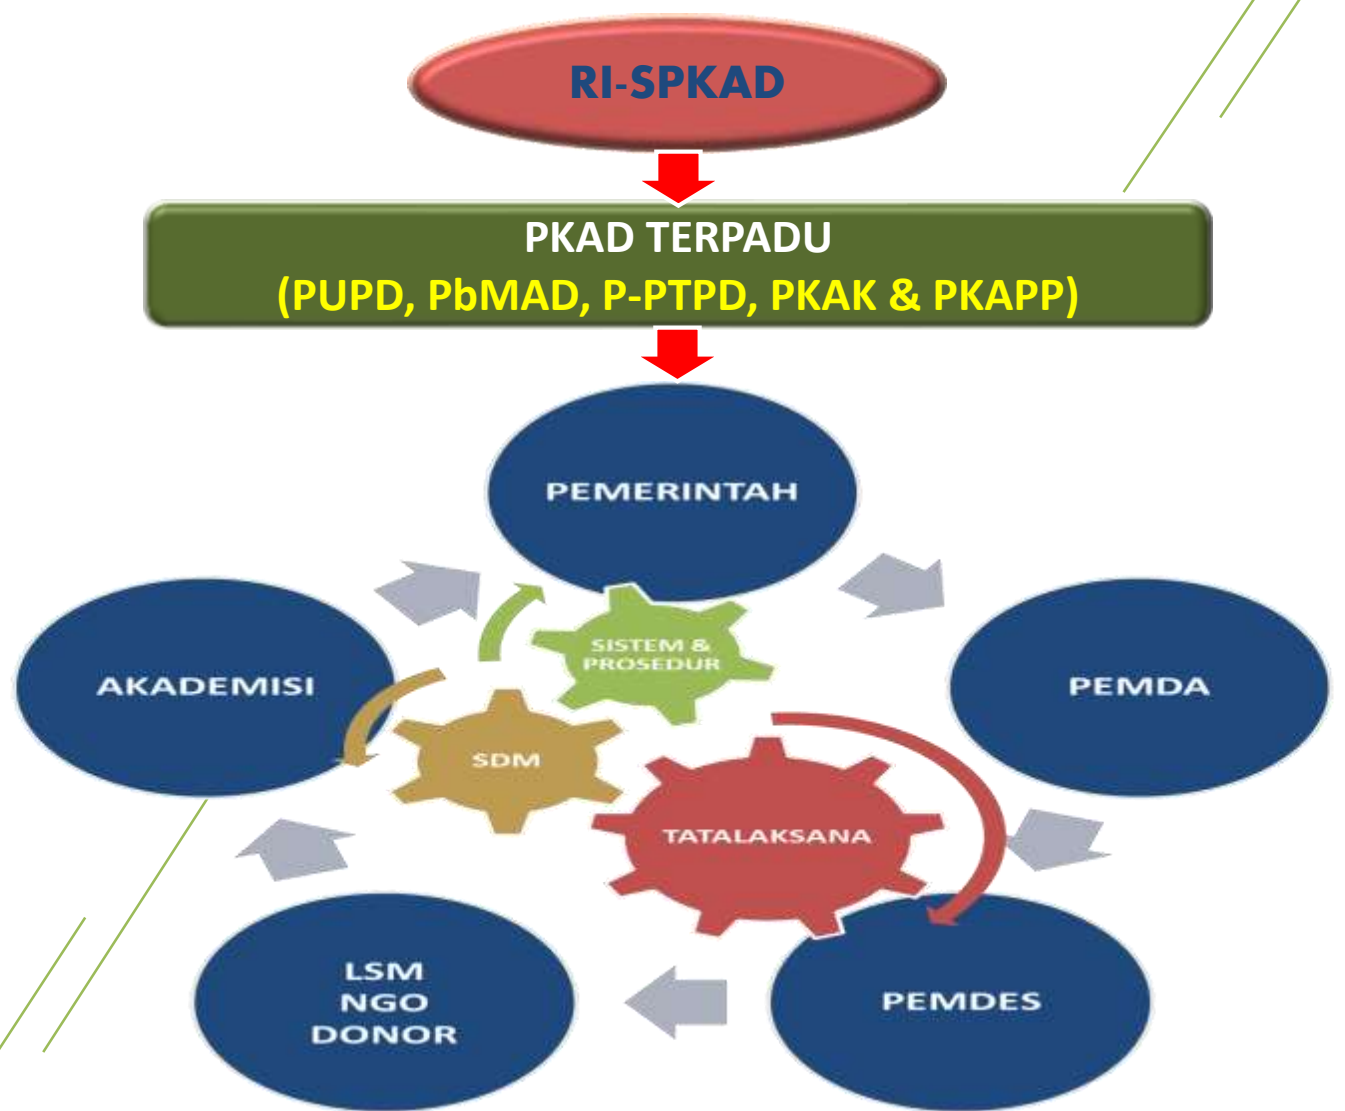 RI-SPKAD
PKAD TERPADU
(PUPD, PbMAD, P-PTPD, PKAK & PKAPP)
PEMERINTAH
SISTEM &
PROSEDUR
AKADEMISI
PEMDA
SDM
TATALAKSANA
LSM
NGO
DONOR
PEMDES